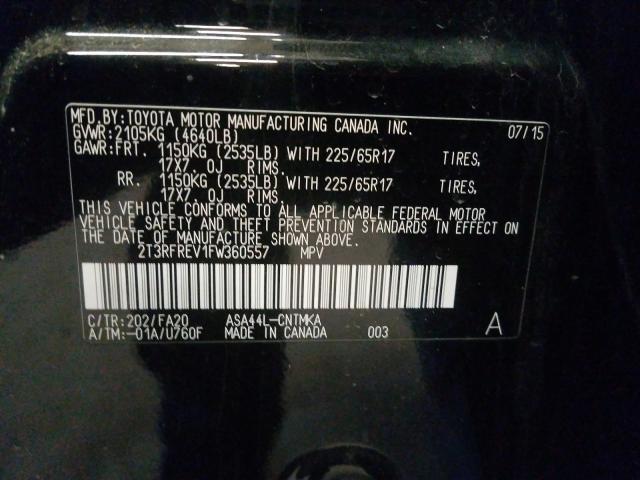 MFD.BY:TOYOTA MOTOR MANUFACTURING CANADA INC. 07/15
GVWR:2105KG (4640LB)
GAWR:FRT. 1150KG (2535LB) WITH 225/65R17 TIRES,
17X7.0J RIMS.
RR. 1150KG (2535LB) WITH 225/65R17 TIRES,
17X7.0J RIMS.
THIS VEHICLE CONFORMS TO ALL APPLICABLE FEDERAL MOTOR
VEHICLE SAFETY AND THEFT PREVENTION STANDARDS IN EFFECT ON
THE DATE OF MANUFACTURE SHOWN ABOVE.
2T3RFREV1FW360557 MPV
C/TR:202/FA20 ASA44L-CNTMKA
A/TM:-01A/U760F MADE IN CANADA 003 A